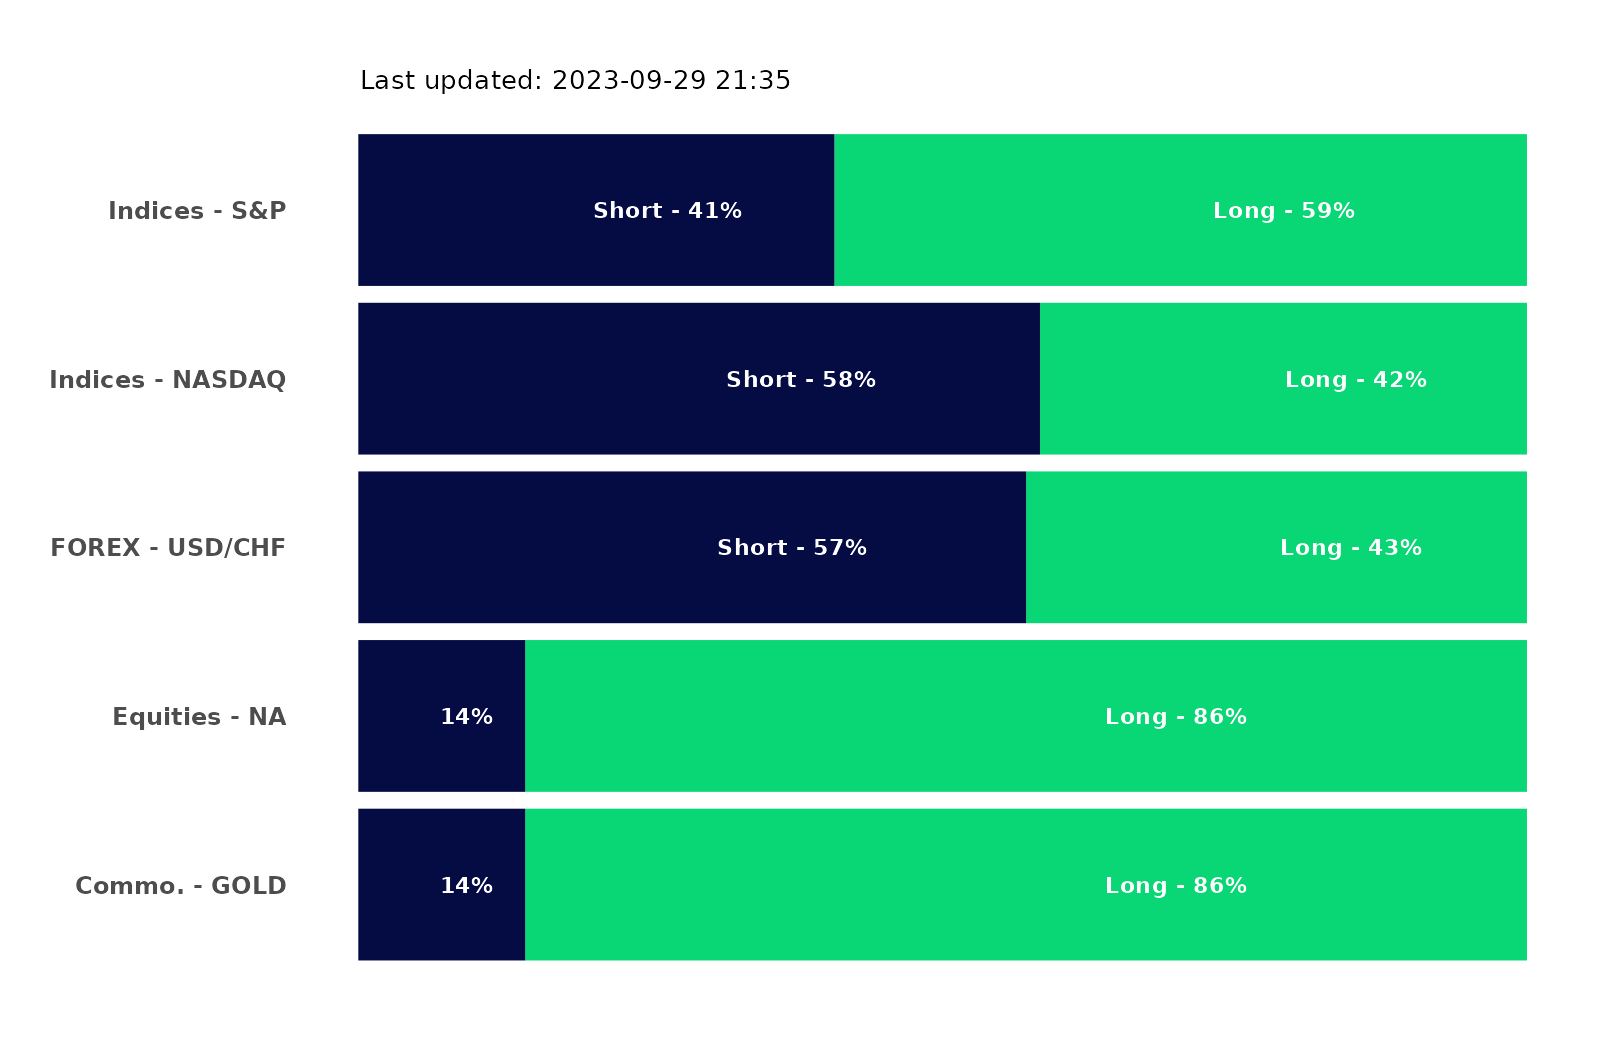 Last updated: 2023-09-29 21:35
Indices - S&P Short - 41% Long - 59%
Indices - NASDAQ Short - 58% Long - 42%
FOREX - USD/CHF Short - 57% Long - 43%
Equities - NA 14% Long - 86%
Commo. - GOLD 14% Long - 86%